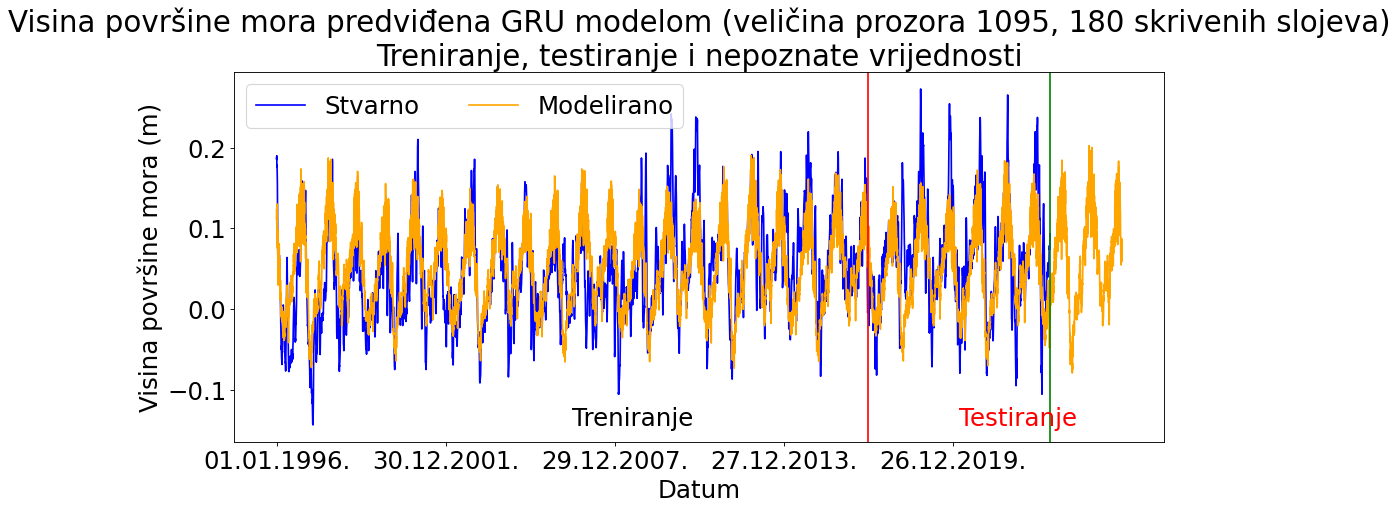 Visina površine mora predviđena GRU modelom (veličina prozora 1095, 180 skrivenih slojeva)
Treniranje, testiranje i nepoznate vrijednosti
Stvarno
Modelirano
Visina površine mora (m)
0.2
0.1
0.0
−0.1
Treniranje
Testiranje
01.01.1996.
30.12.2001.
29.12.2007.
27.12.2013.
26.12.2019.
Datum